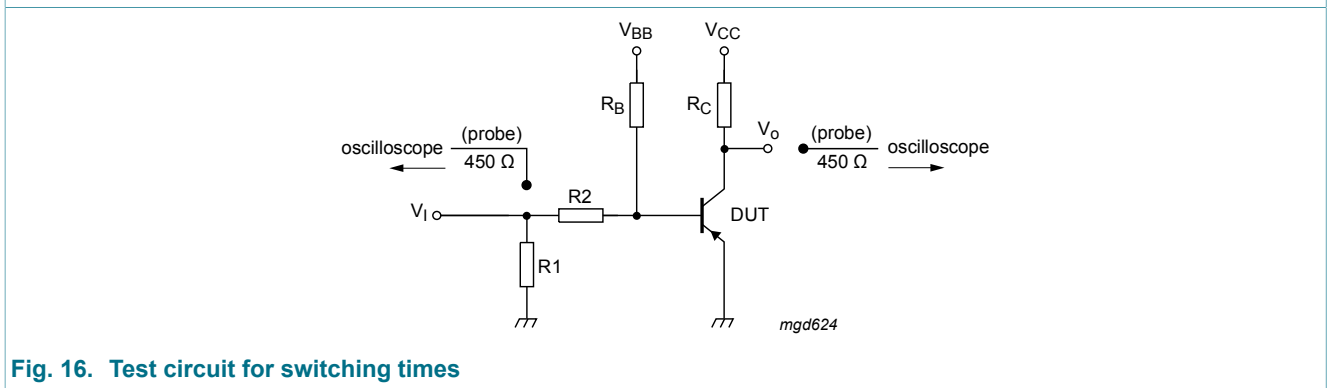 VBB
VCC
RB
RC
Vo
(probe)
oscilloscope
450 Ω
(probe)
oscilloscope
450 Ω
R2
VI
DUT
R1
mgd624
Fig. 16. Test circuit for switching times